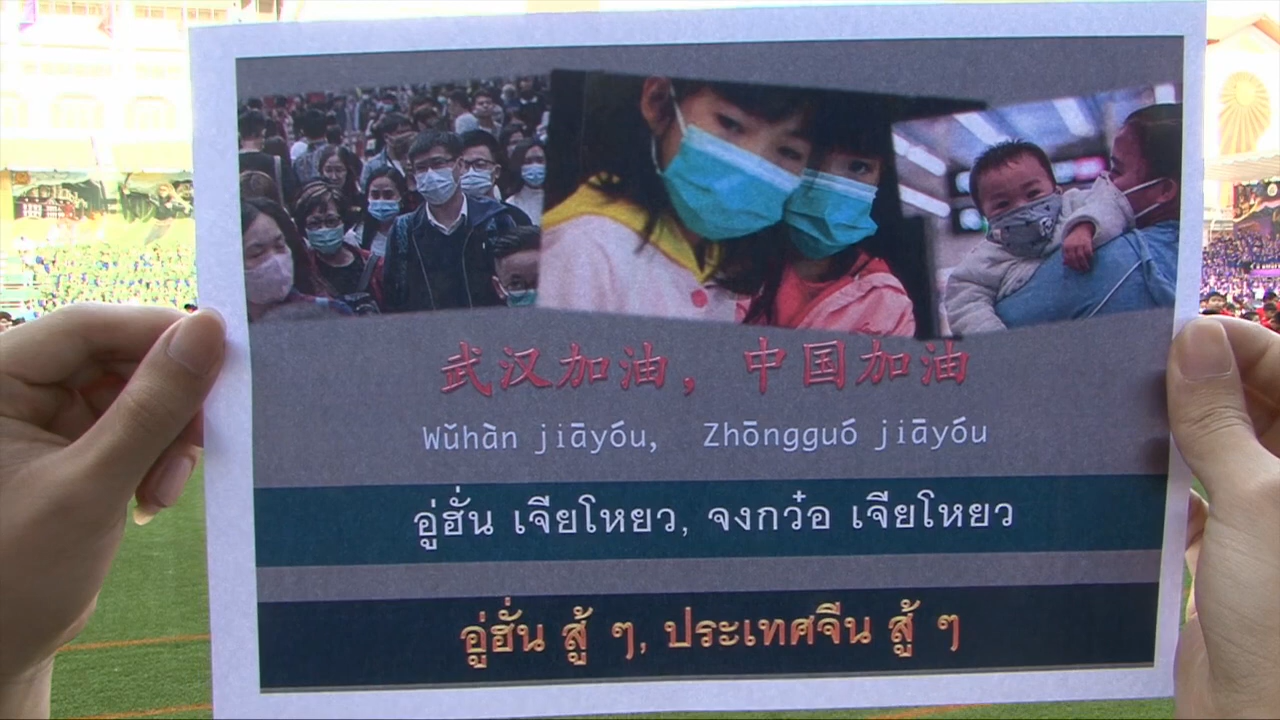 武汉加油，中国加油
Wǔhàn jiāyóu, Zhōngguó jiāyóu
อู่ฮั่น เจียโหยว, จงกว๋อ เจียโหยว
อู่ฮั่น สู้ ๆ, ประเทศจีน สู้ ๆ